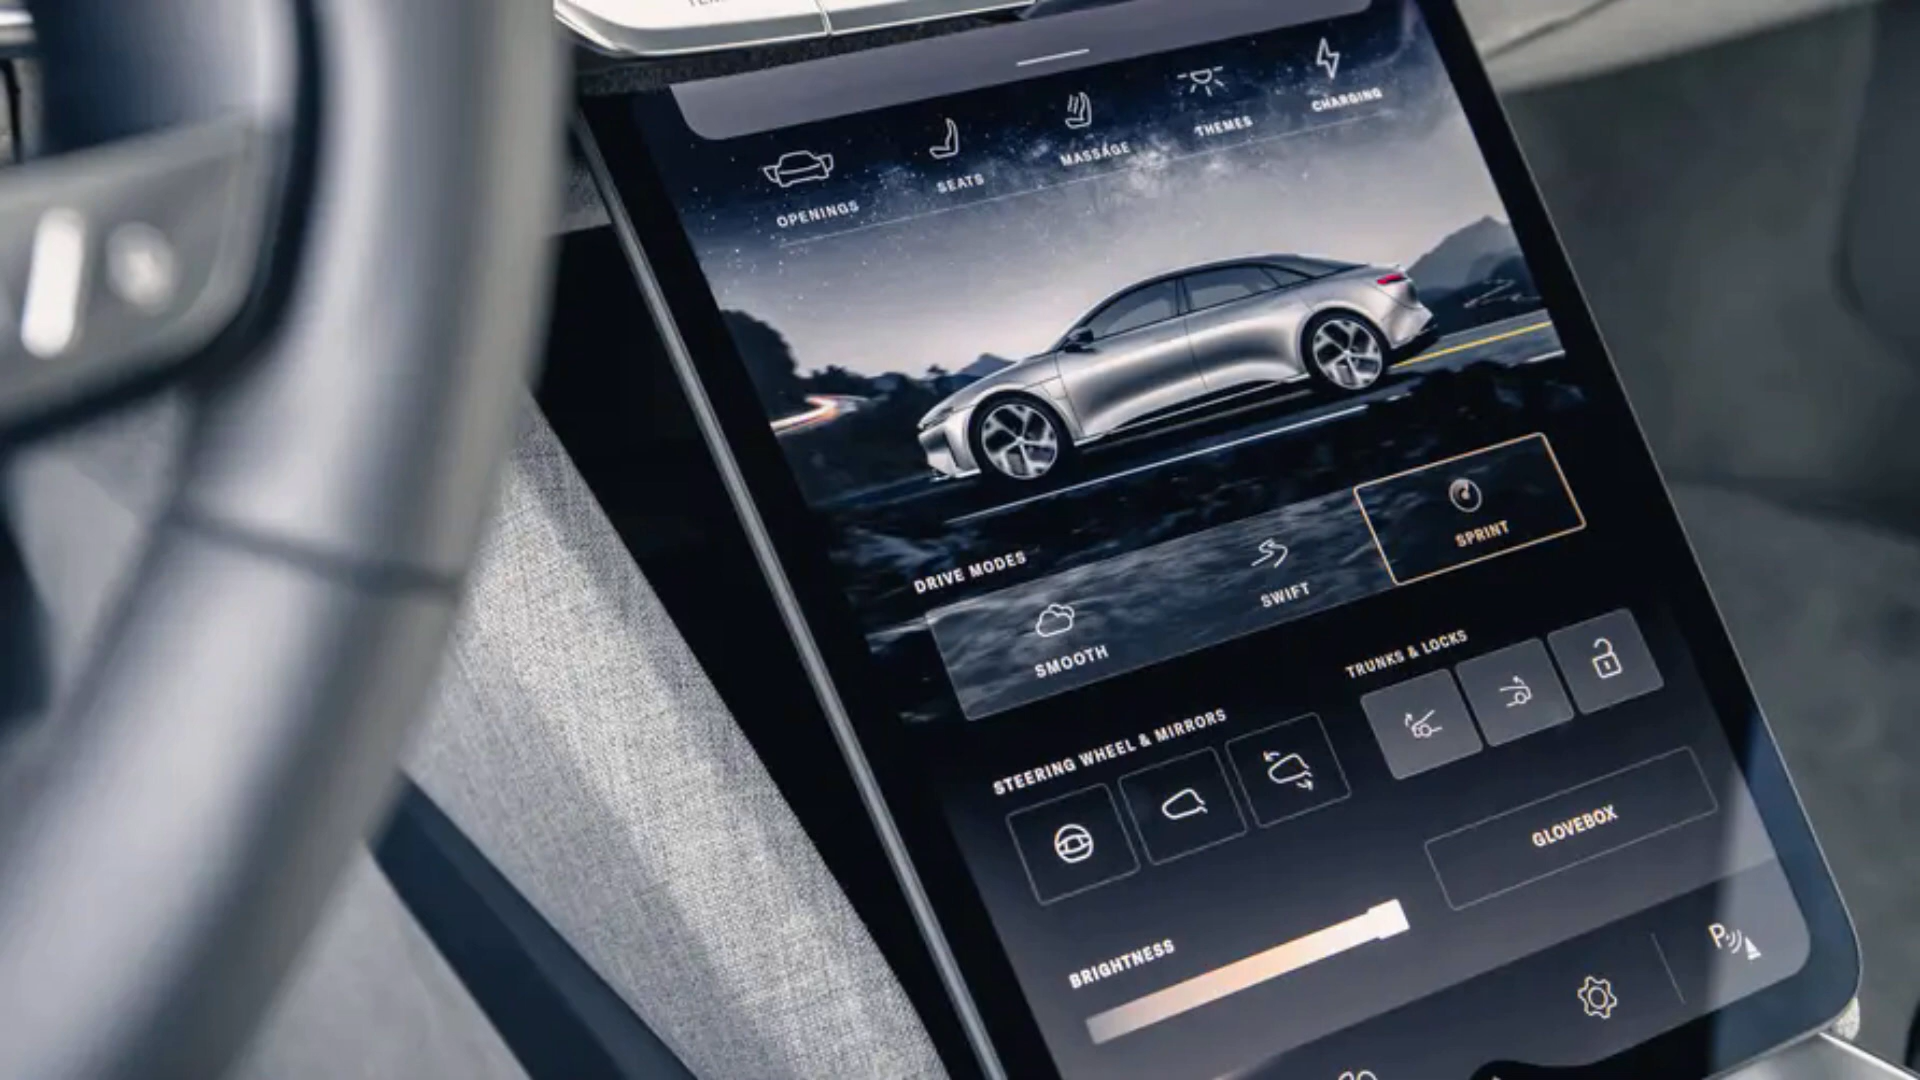 OPENINGS
SEATS
MASSAGE
THEMES
CHARGING
DRIVE MODES
SMOOTH
SWIFT
SPRINT
STEERING WHEEL & MIRRORS
TRUNKS & LOCKS
GLOVEBOX
BRIGHTNESS
P